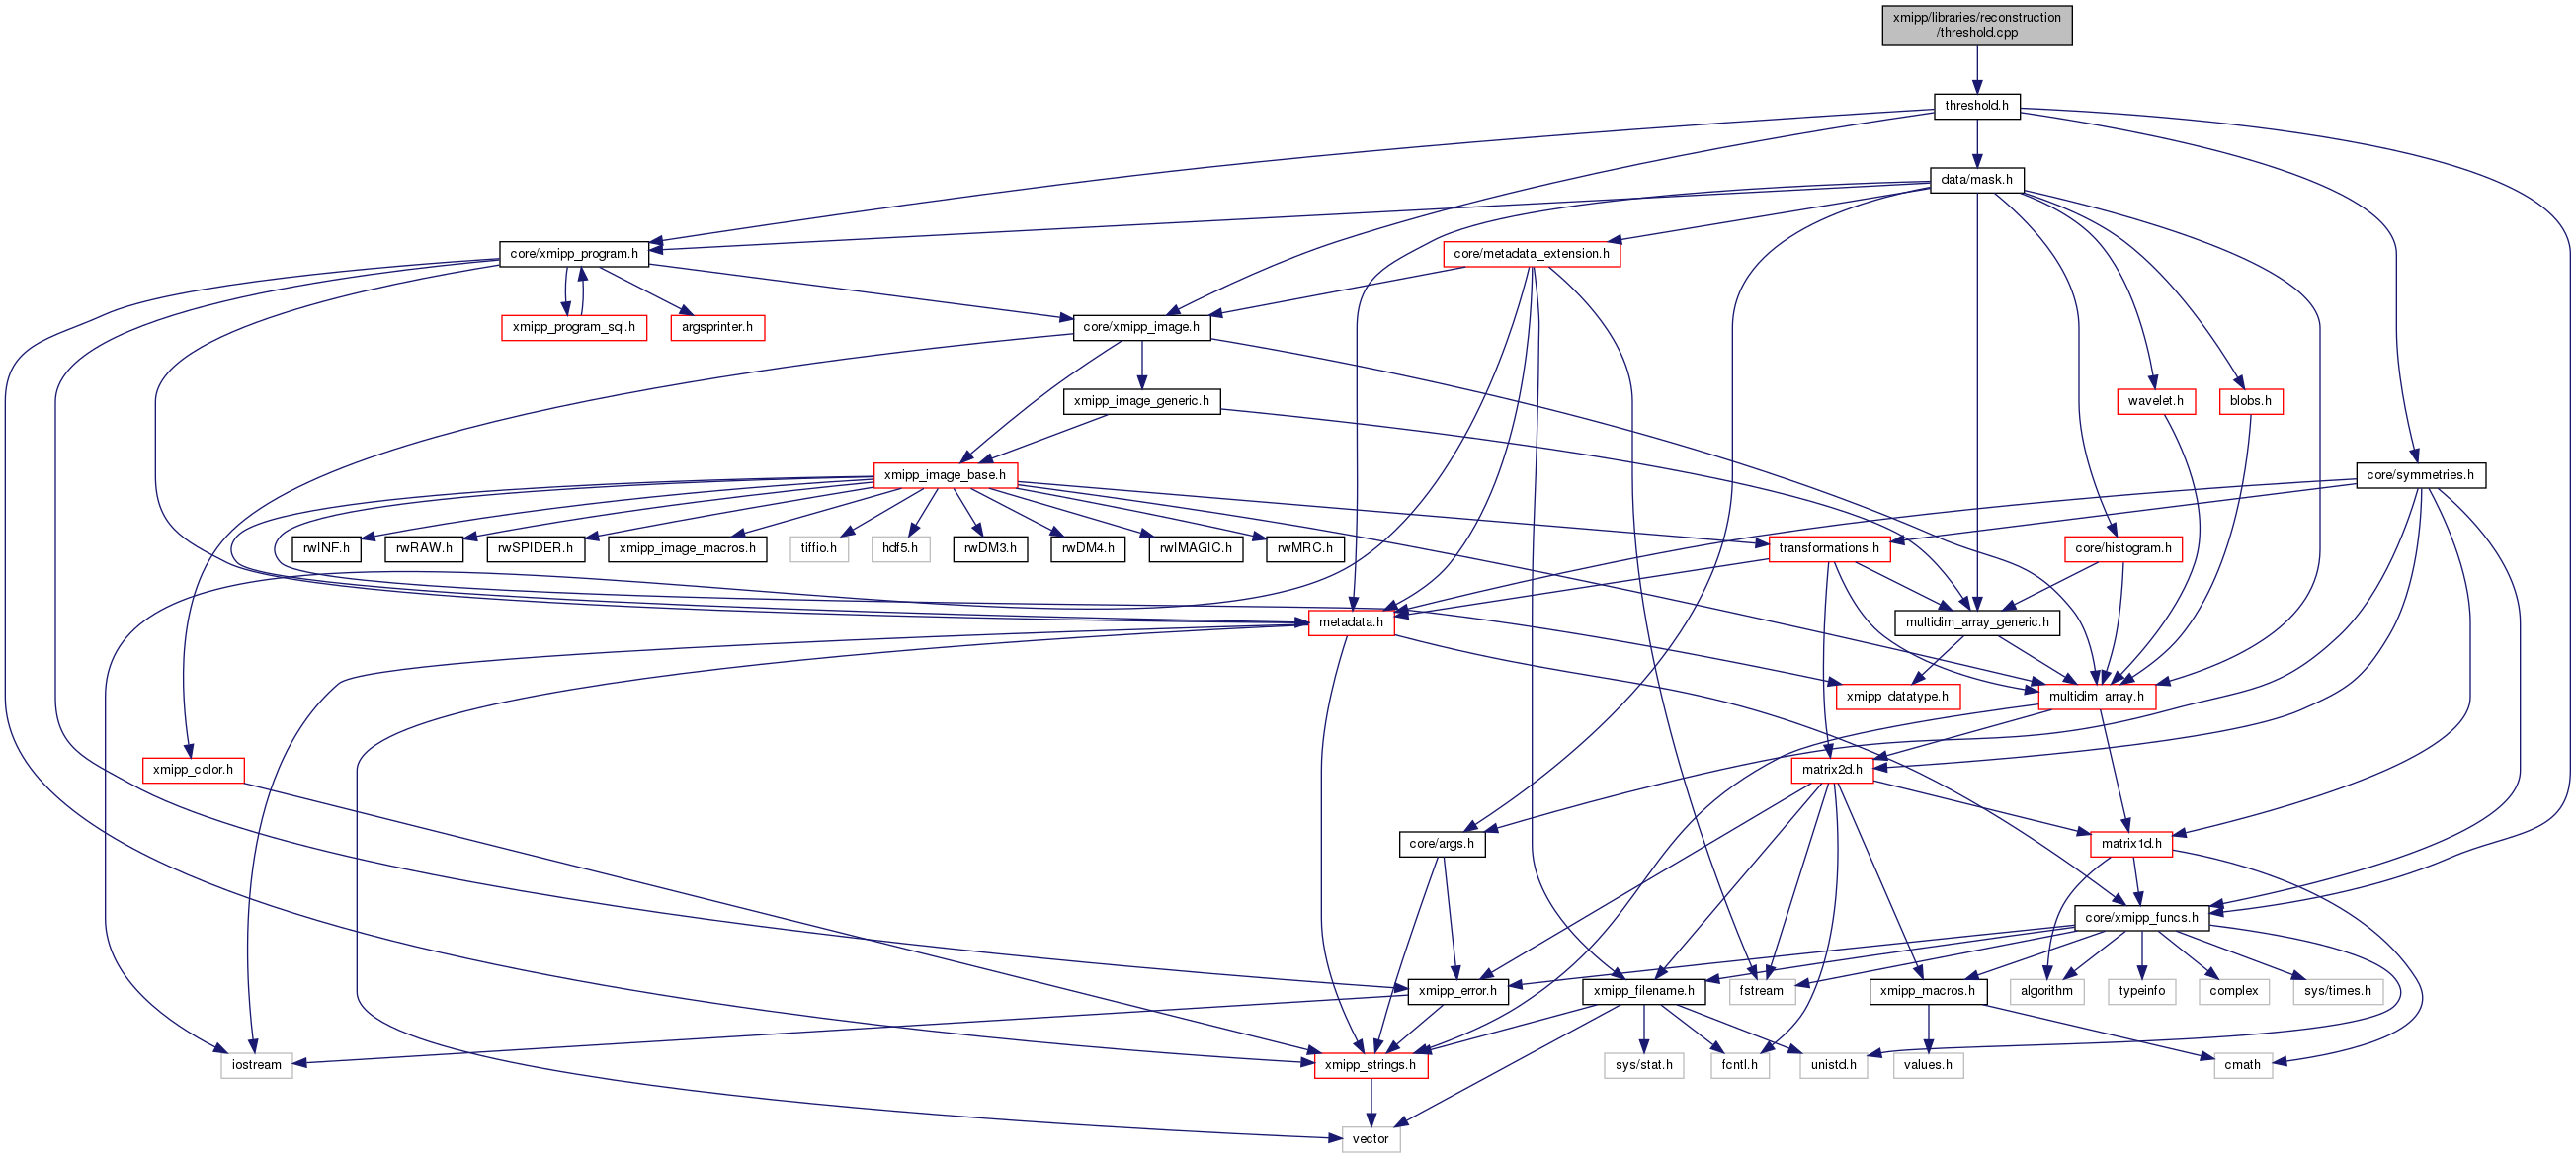 xmipp/libraries/reconstruction
/threshold.cpp
threshold.h
data/mask.h
core/xmipp_program.h
core/metadata_extension.h
xmipp_program_sql.h
argsprinter.h
core/xmipp_image.h
xmipp_image_generic.h
wavelet.h
blobs.h
xmipp_image_base.h
core/symmetries.h
rwINF.h
rwRAW.h
rwSPIDER.h
xmipp_image_macros.h
tiffio.h
hdf5.h
rwDM3.h
rwDM4.h
rwIMAGIC.h
rwMRC.h
transformations.h
core/histogram.h
metadata.h
multidim_array_generic.h
xmipp_datatype.h
multidim_array.h
xmipp_color.h
matrix2d.h
core/args.h
matrix1d.h
core/xmipp_funcs.h
xmipp_error.h
xmipp_filename.h
fstream
xmipp_macros.h
algorithm
typeinfo
complex
sys/times.h
iostream
xmipp_strings.h
sys/stat.h
fcntl.h
unistd.h
values.h
cmath
vector